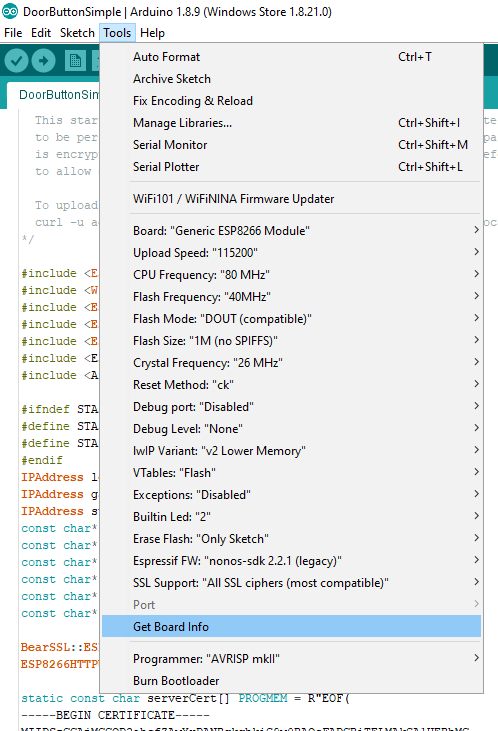 DoorButtonSimple | Arduino 1.8.9 (Windows Store 1.8.21.0)
File Edit Sketch Tools Help
DoorButtonSim
Auto Format Ctrl+T
Archive Sketch
Fix Encoding & Reload
Manage Libraries... Ctrl+Shift+I
Serial Monitor Ctrl+Shift+M
Serial Plotter Ctrl+Shift+L
WiFi101 / WiFiNINA Firmware Updater
Board: "Generic ESP8266 Module"
Upload Speed: "115200"
CPU Frequency: "80 MHz"
Flash Frequency: "40MHz"
Flash Mode: "DOUT (compatible)"
Flash Size: "1M (no SPIFFS)"
Crystal Frequency: "26 MHz"
Reset Method: "ck"
Debug port: "Disabled"
Debug Level: "None"
lwIP Variant: "v2 Lower Memory"
VTables: "Flash"
Exceptions: "Disabled"
Builtin Led: "2"
Erase Flash: "Only Sketch"
Espressif FW: "nonos-sdk 2.2.1 (legacy)"
SSL Support: "All SSL ciphers (most compatible)"
Port
Get Board Info
Programmer: "AVRISP mkII"
Burn Bootloader
This star
to be per
is encryp
to allow
To upload
curl -u a
*/
#include <E
#include <W
#include <E
#include <E
#include <E
#include <E
#include <A
#ifndef STA
#define STA
#define STA
#endif
IPAddress l
IPAddress g
IPAddress s
const char*
const char*
const char*
const char*
const char*
const char*
BearSSL::ES
ESP8266HTTP
static const char serverCert[] PROGMEM = R"EOF(
-----BEGIN CERTIFICATE-----